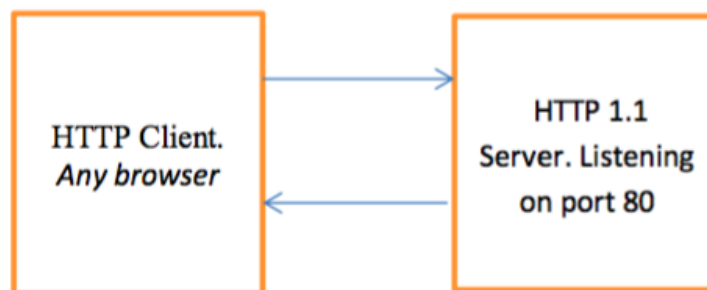 HTTP Client.
Any browser
HTTP 1.1
Server. Listening
on port 80